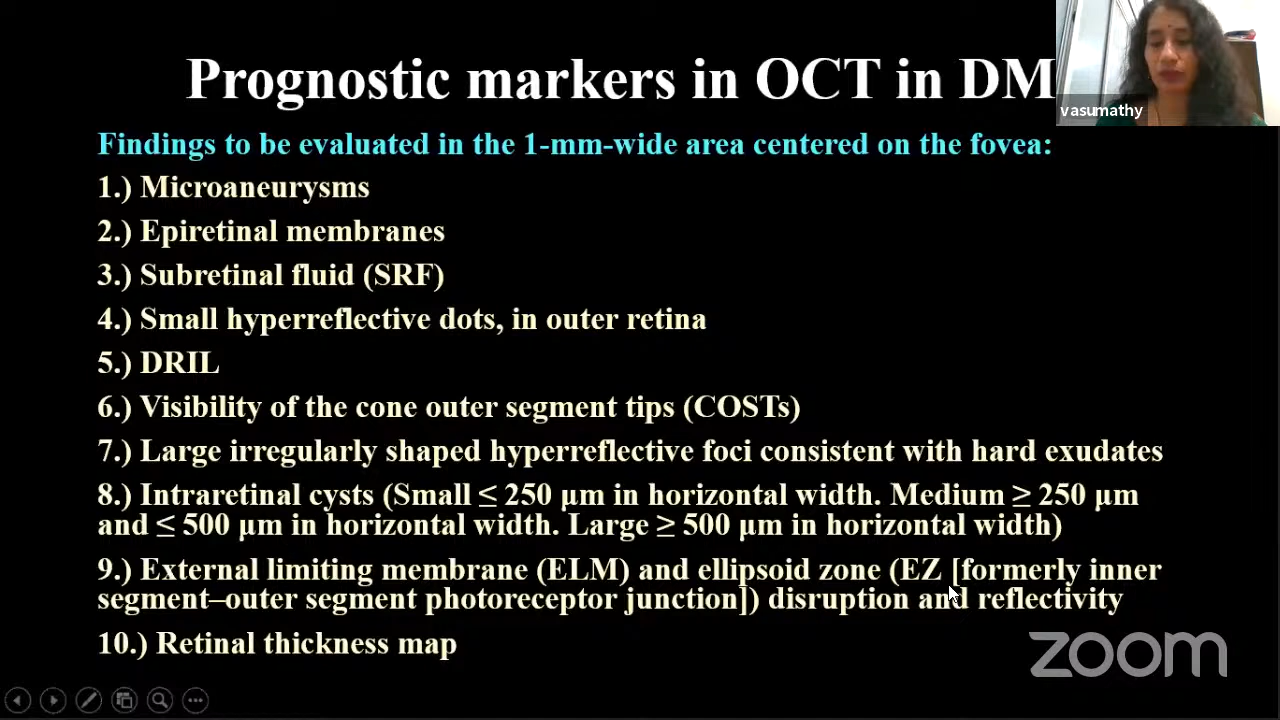 Prognostic markers in OCT in DM
vasumathy
Findings to be evaluated in the 1-mm-wide area centered on the fovea:
1.) Microaneurysms
2.) Epiretinal membranes
3.) Subretinal fluid (SRF)
4.) Small hyperreflective dots, in outer retina
5.) DRIL
6.) Visibility of the cone outer segment tips (COSTs)
7.) Large irregularly shaped hyperreflective foci consistent with hard exudates
8.) Intraretinal cysts (Small ≤ 250 μm in horizontal width. Medium ≥ 250 μm
and ≤ 500 μm in horizontal width. Large ≥ 500 μm in horizontal width)
9.) External limiting membrane (ELM) and ellipsoid zone (EZ [formerly inner
segment–outer segment photoreceptor junction]) disruption and reflectivity
10.) Retinal thickness map
zoom